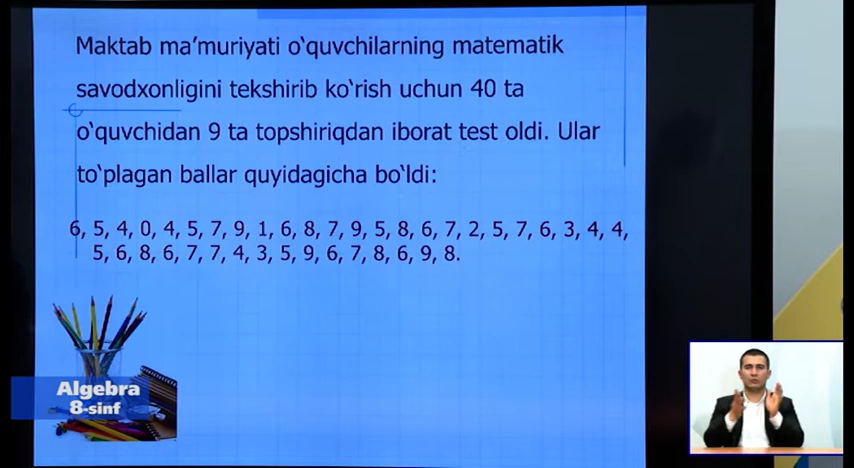 Maktab ma’muriyati o‘quvchilarning matematik
savodxonligini tekshirib ko‘rish uchun 40 ta
o‘quvchidan 9 ta topshiriqdan iborat test oldi. Ular
to‘plagan ballar quyidagicha bo‘ldi:
6, 5, 4, 0, 4, 5, 7, 9, 1, 6, 8, 7, 9, 5, 8, 6, 7, 2, 5, 7, 6, 3, 4, 4,
5, 6, 8, 6, 7, 7, 4, 3, 5, 9, 6, 7, 8, 6, 9, 8.
Algebra
8-sinf